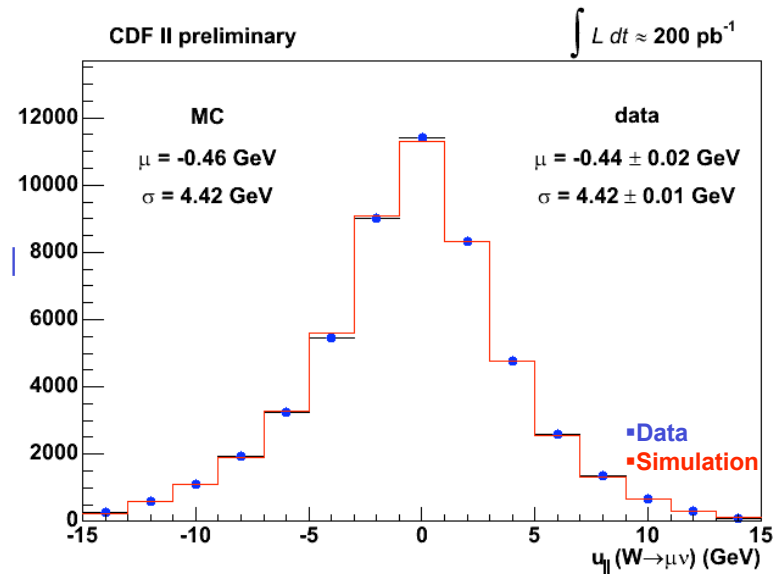 CDF II preliminary
∫ L dt ≈ 200 pb⁻¹
MC
μ = -0.46 GeV
σ = 4.42 GeV
data
μ = -0.44 ± 0.02 GeV
σ = 4.42 ± 0.01 GeV
12000
10000
8000
6000
4000
2000
0
Data
Simulation
-15 -10 -5 0 5 10 15
u|| (W→μν) (GeV)